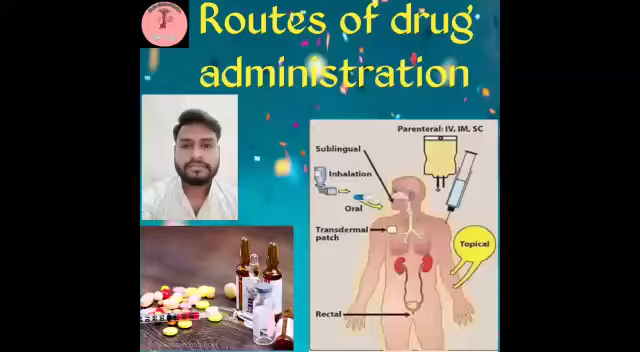 Routes of drug
administration
Parenteral: IV, IM, SC
Sublingual
Inhalation
Oral
Transdermal
patch
Topical
Rectal